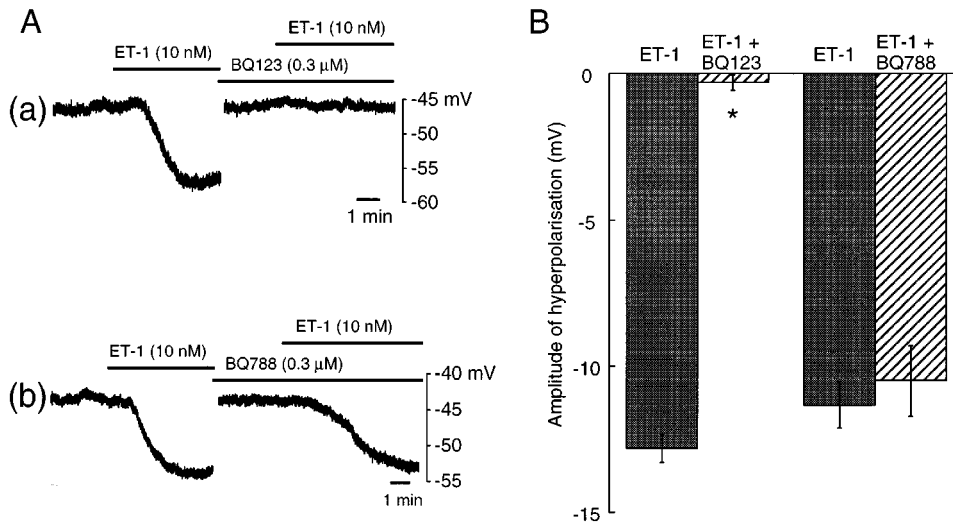 A
ET-1 (10 nM)
ET-1 (10 nM)
BQ123 (0.3 µM)
(a)
-45 mV
-50
-55
-60
1 min
ET-1 (10 nM)
ET-1 (10 nM)
BQ788 (0.3 µM)
(b)
-40 mV
-45
-50
-55
1 min
B
ET-1
ET-1 +
BQ123
ET-1
ET-1 +
BQ788
0
-5
-10
-15
*
Amplitude of hyperpolarisation (mV)